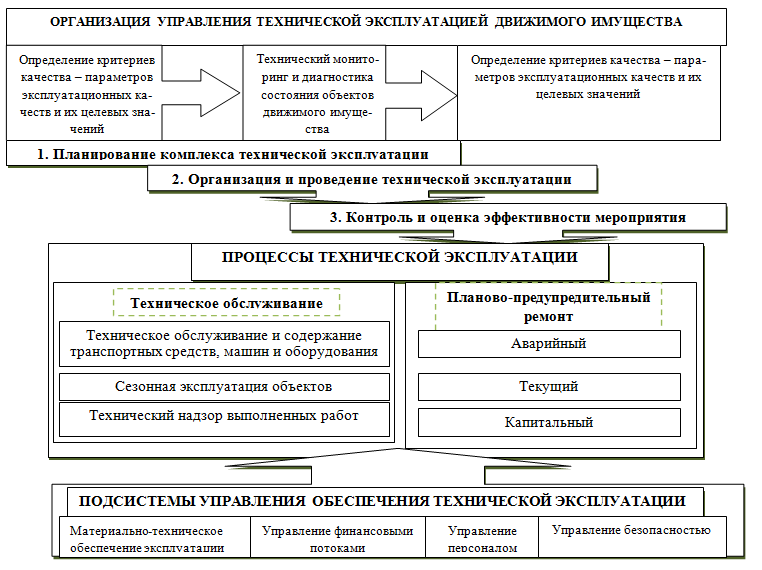 ОРГАНИЗАЦИЯ УПРАВЛЕНИЯ ТЕХНИЧЕСКОЙ ЭКСПЛУАТАЦИЕЙ ДВИЖИМОГО ИМУЩЕСТВА
Определение критериев
качества – параметров
эксплуатационных ка-
честв и их целевых зна-
чений
Технический монито-
ринг и диагностика
состояния объектов
движимого имуще-
ства
Определение критериев качества – пара-
метров эксплуатационных качеств и их
целевых значений
1. Планирование комплекса технической эксплуатации
2. Организация и проведение технической эксплуатации
3. Контроль и оценка эффективности мероприятия
ПРОЦЕССЫ ТЕХНИЧЕСКОЙ ЭКСПЛУАТАЦИИ
Техническое обслуживание
Техническое обслуживание и содержание
транспортных средств, машин и оборудования
Сезонная эксплуатация объектов
Технический надзор выполненных работ
Планово-предупредительный
ремонт
Аварийный
Текущий
Капитальный
ПОДСИСТЕМЫ УПРАВЛЕНИЯ ОБЕСПЕЧЕНИЯ ТЕХНИЧЕСКОЙ ЭКСПЛУАТАЦИИ
Материально-техническое
обеспечение эксплуатации
Управление финансовыми
потоками
Управление
персоналом
Управление безопасностью